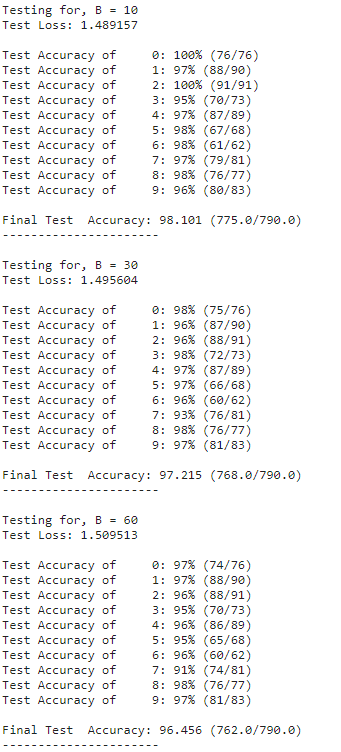 Testing for, B = 10
Test Loss: 1.489157
Test Accuracy of     0: 100% (76/76)
Test Accuracy of     1: 97% (88/90)
Test Accuracy of     2: 100% (91/91)
Test Accuracy of     3: 95% (70/73)
Test Accuracy of     4: 97% (87/89)
Test Accuracy of     5: 98% (67/68)
Test Accuracy of     6: 98% (61/62)
Test Accuracy of     7: 97% (79/81)
Test Accuracy of     8: 98% (76/77)
Test Accuracy of     9: 96% (80/83)
Final Test  Accuracy: 98.101 (775.0/790.0)
----------------------
Testing for, B = 30
Test Loss: 1.495604
Test Accuracy of     0: 98% (75/76)
Test Accuracy of     1: 96% (87/90)
Test Accuracy of     2: 96% (88/91)
Test Accuracy of     3: 98% (72/73)
Test Accuracy of     4: 97% (87/89)
Test Accuracy of     5: 97% (66/68)
Test Accuracy of     6: 96% (60/62)
Test Accuracy of     7: 93% (76/81)
Test Accuracy of     8: 98% (76/77)
Test Accuracy of     9: 97% (81/83)
Final Test  Accuracy: 97.215 (768.0/790.0)
----------------------
Testing for, B = 60
Test Loss: 1.509513
Test Accuracy of     0: 97% (74/76)
Test Accuracy of     1: 97% (88/90)
Test Accuracy of     2: 96% (88/91)
Test Accuracy of     3: 95% (70/73)
Test Accuracy of     4: 96% (86/89)
Test Accuracy of     5: 95% (65/68)
Test Accuracy of     6: 96% (60/62)
Test Accuracy of     7: 91% (74/81)
Test Accuracy of     8: 98% (76/77)
Test Accuracy of     9: 97% (81/83)
Final Test  Accuracy: 96.456 (762.0/790.0)
----------------------